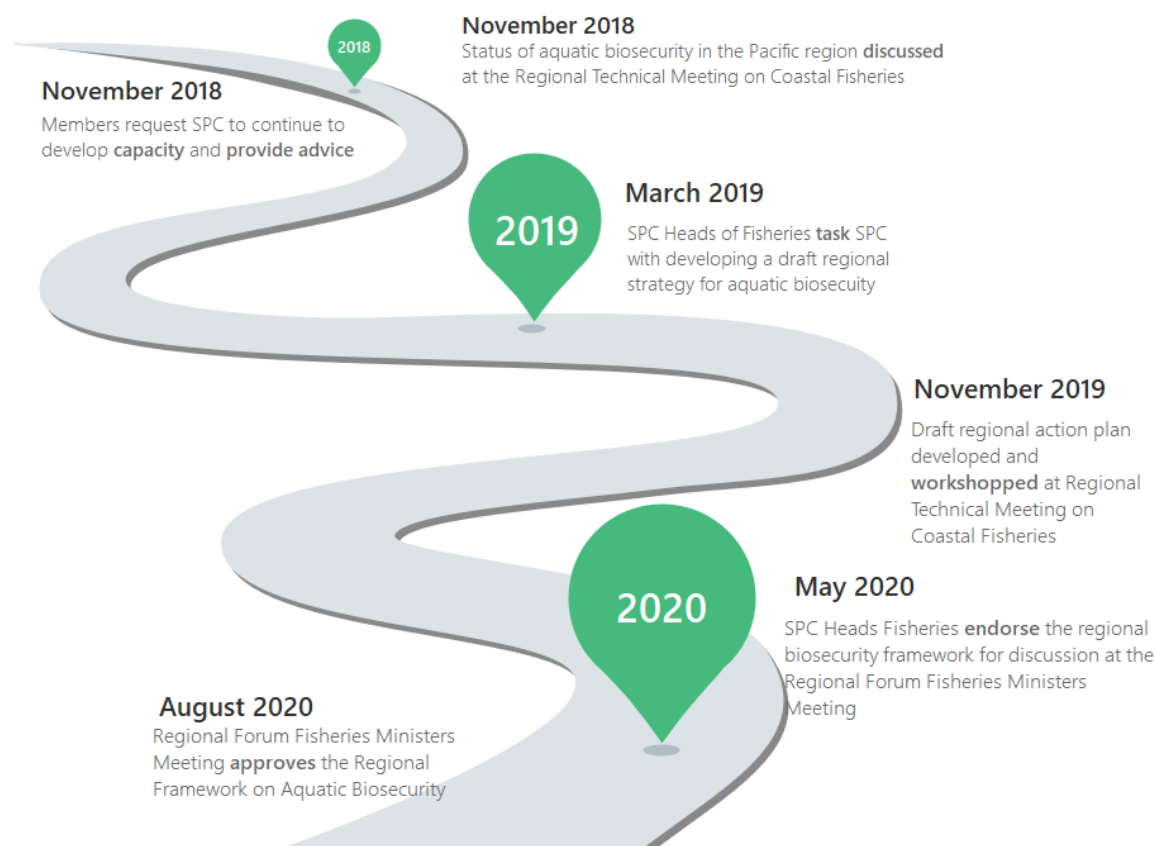 2018
November 2018
Status of aquatic biosecurity in the Pacific region discussed
at the Regional Technical Meeting on Coastal Fisheries
November 2018
Members request SPC to continue to
develop capacity and provide advice
2019
March 2019
SPC Heads of Fisheries task SPC
with developing a draft regional
strategy for aquatic biosecuity
November 2019
Draft regional action plan
developed and
workshopped at Regional
Technical Meeting on
Coastal Fisheries
2020
May 2020
SPC Heads Fisheries endorse the regional
biosecurity framework for discussion at the
Regional Forum Fisheries Ministers
Meeting
August 2020
Regional Forum Fisheries Ministers
Meeting approves the Regional
Framework on Aquatic Biosecurity